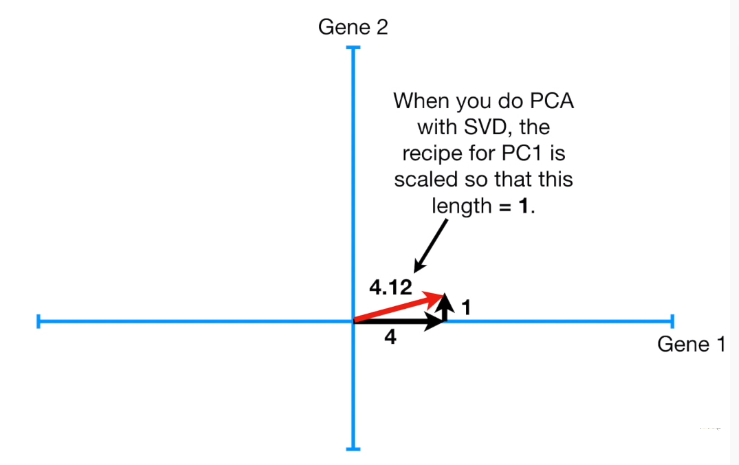 Gene 2
When you do PCA
with SVD, the
recipe for PC1 is
scaled so that this
length = 1.
4.12
1
4
Gene 1